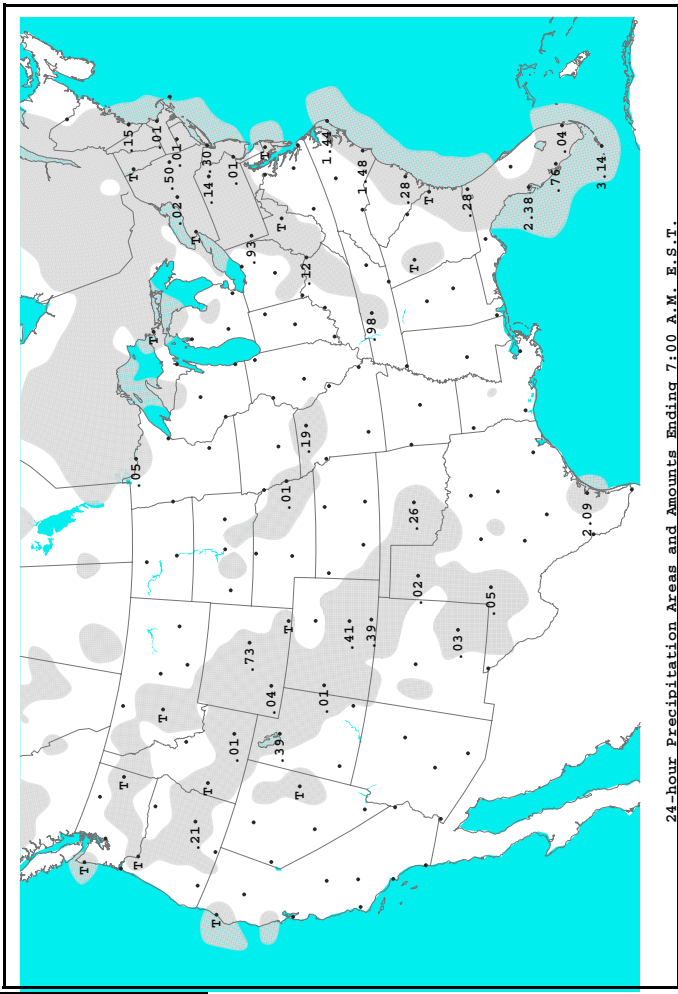 T
T
T
T
.15
.05
T
.01
T
.50
.01
.02
.21
T
.30
.14
T
T
.01
.01
.93
.73
T
.04
.39
T
.01
T
T
.12
.19
.01
1.44
.41
1.48
.98
.39
.28
T
.26
.02
T
.03
.28
.05
2.38
.76
.04
2.09
3.14
24-hour Precipitation Areas and Amounts Ending 7:00 A.M. E.S.T.